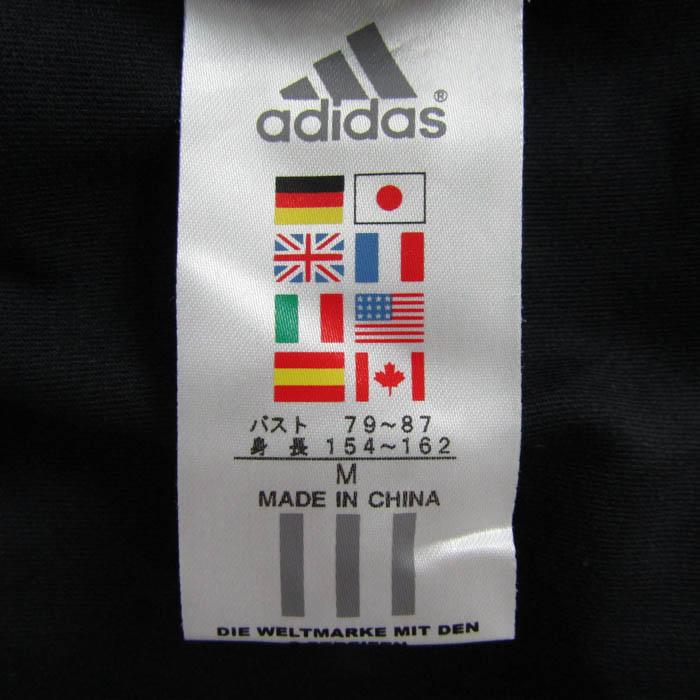 adidas®
バスト 79～87
身長 154～162
M
MADE IN CHINA
DIE WELTMARKE MIT DEN